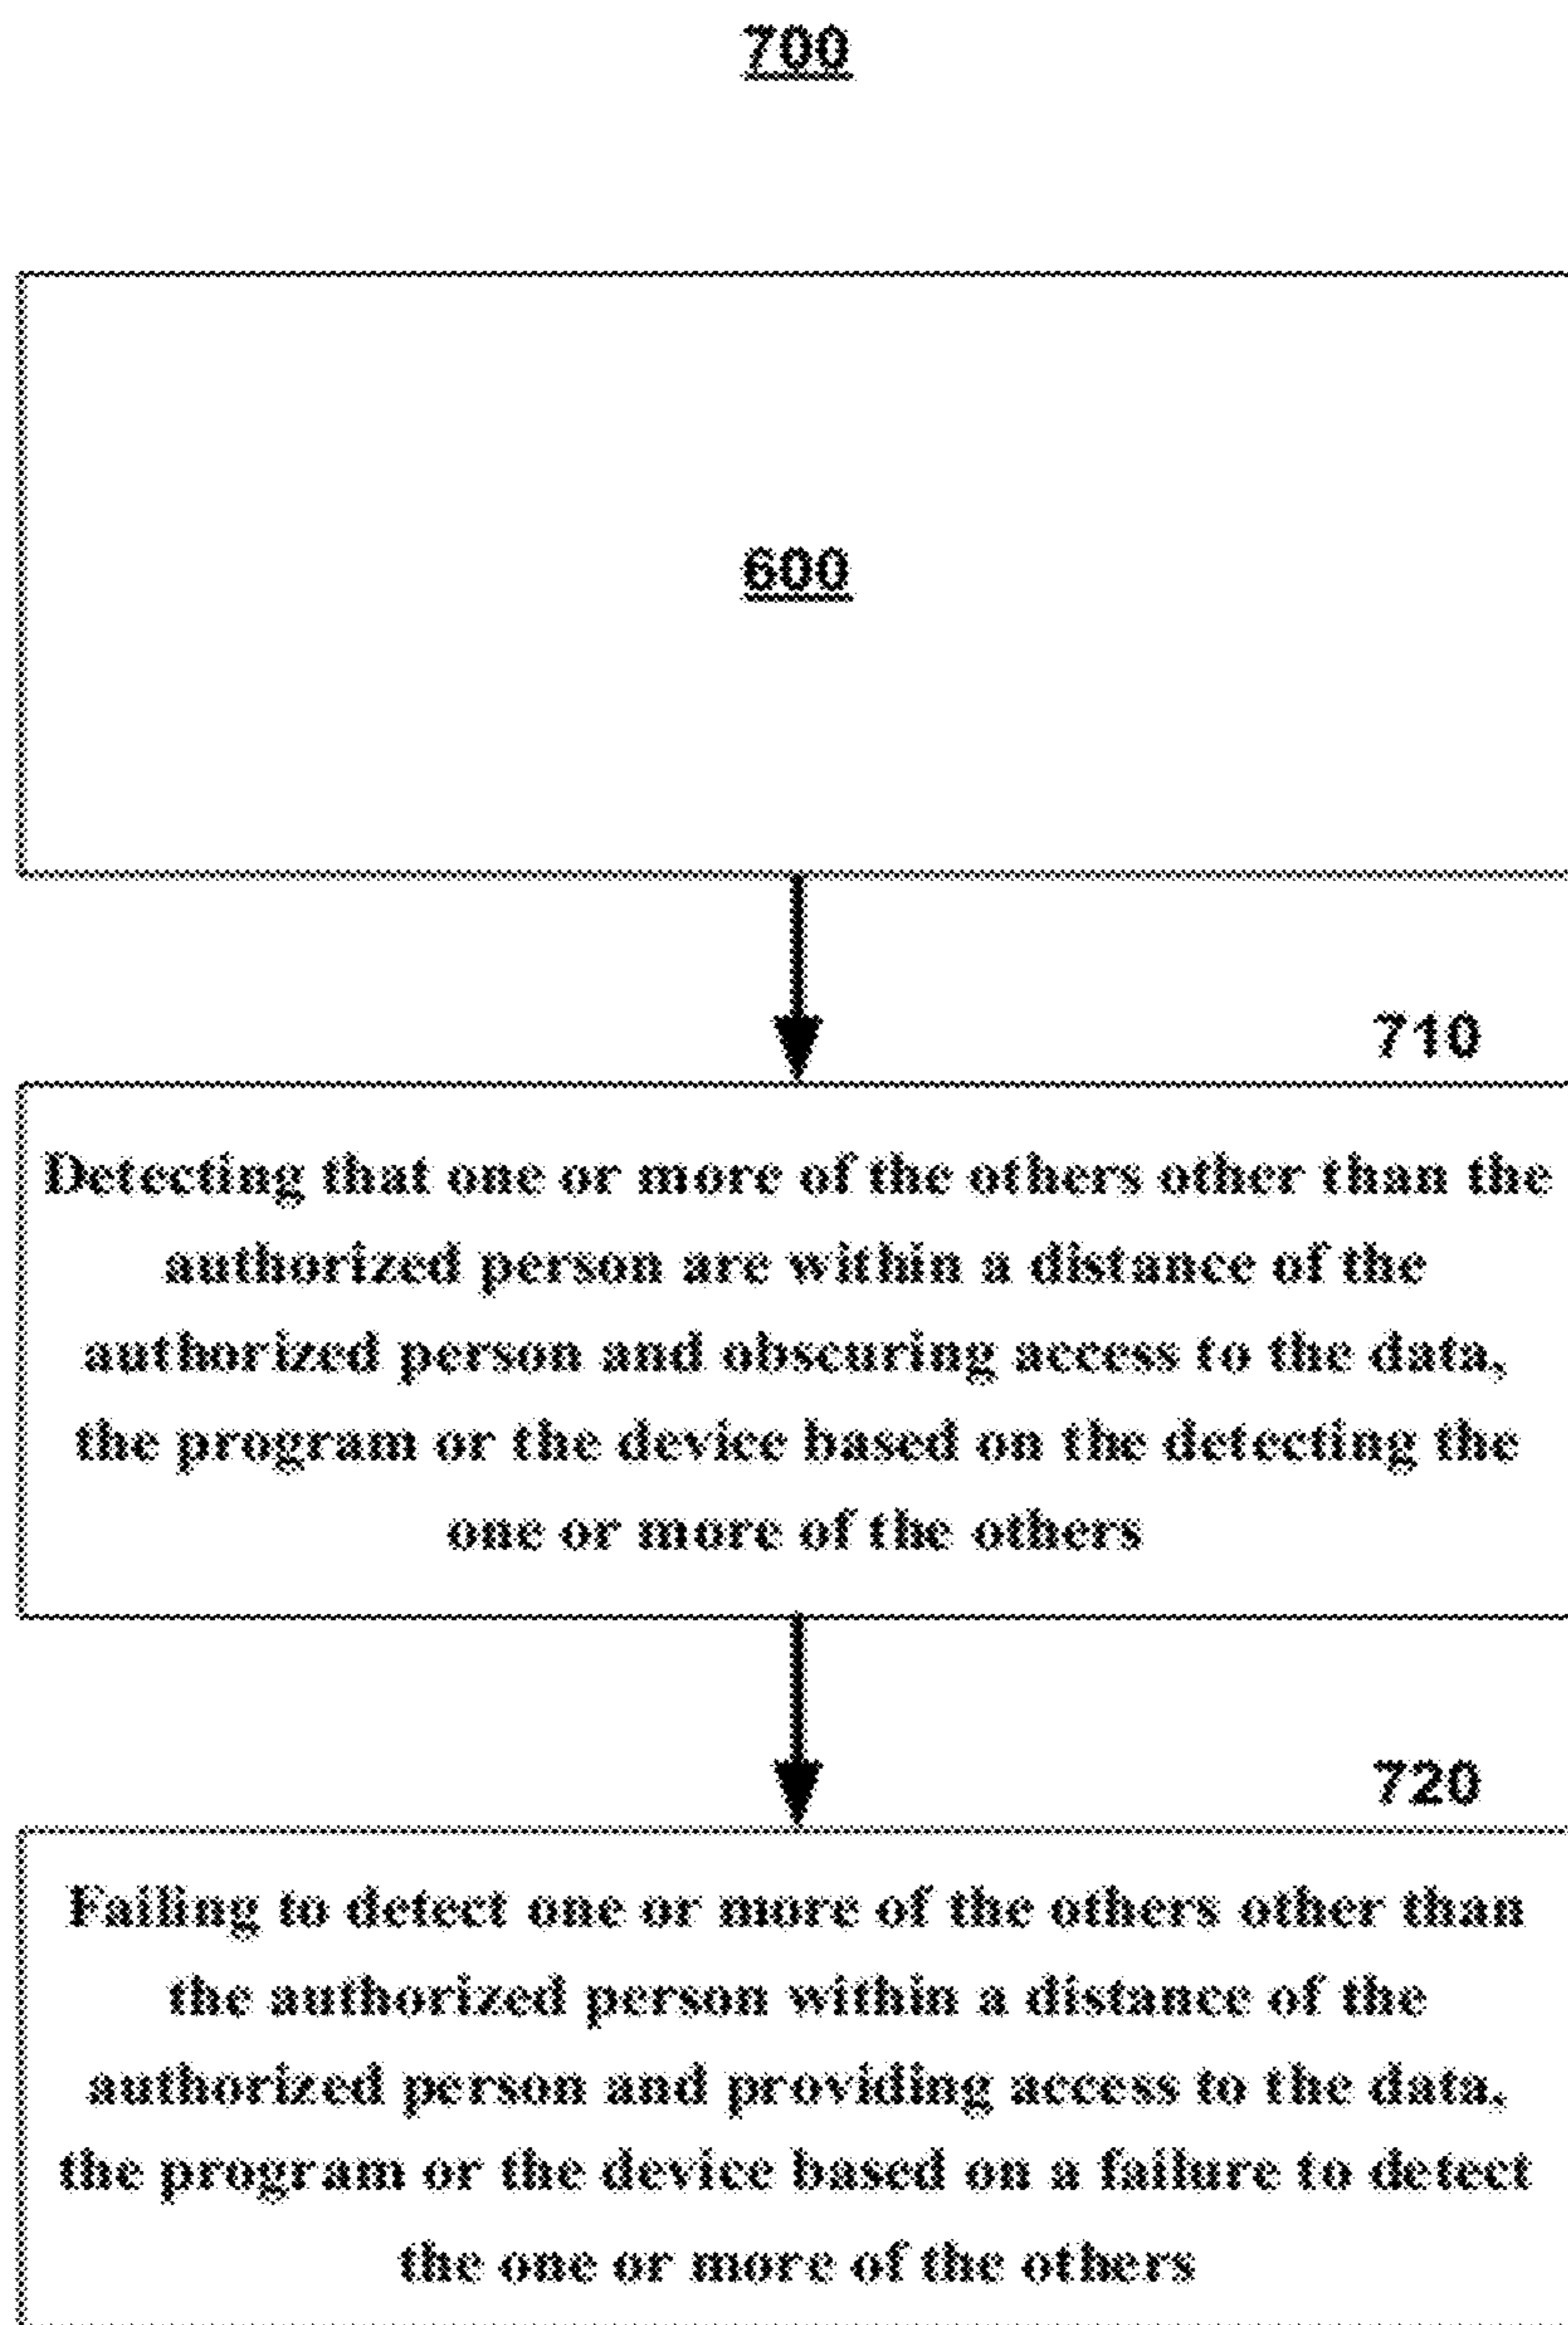 700
600
710
Detecting that one or more of the others other than the
authorized person are within a distance of the
authorized person and obscuring access to the data,
the program or the device based on the detecting the
one or more of the others
720
Failing to detect one or more of the others other than
the authorized person within a distance of the
authorized person and providing access to the data,
the program or the device based on a failure to detect
the one or more of the others